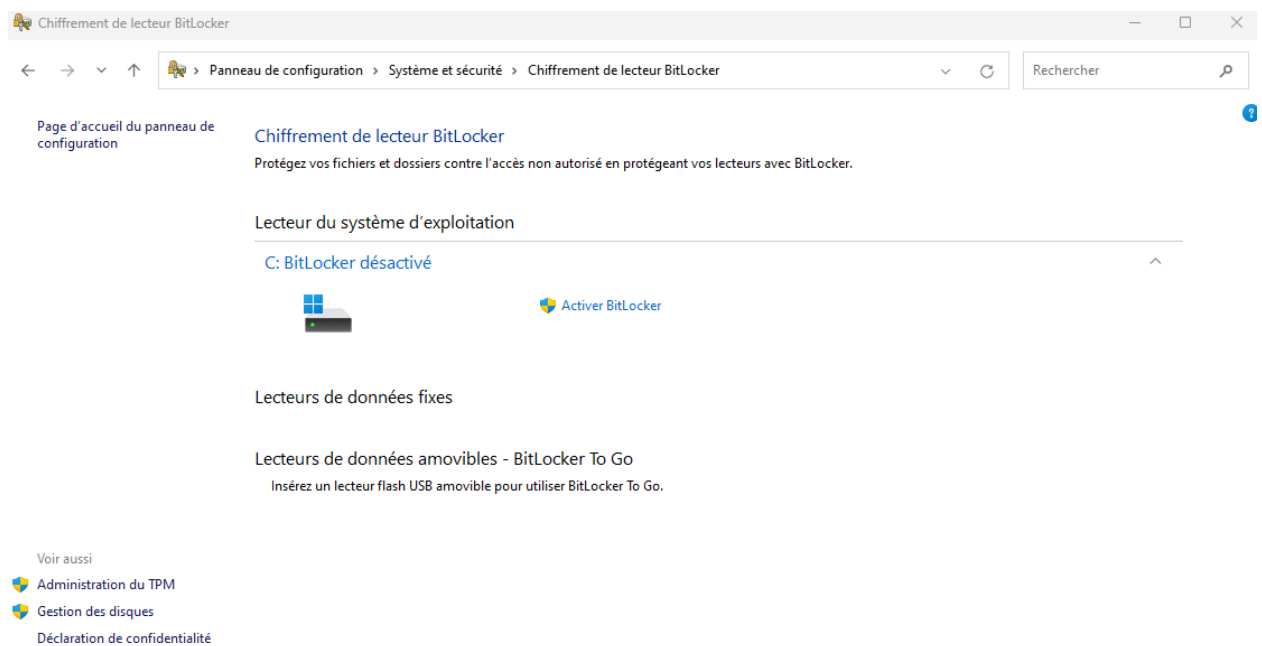 Chiffrement de lecteur BitLocker
Panneau de configuration > Système et sécurité > Chiffrement de lecteur BitLocker
Rechercher
Page d'accueil du panneau de
configuration
Chiffrement de lecteur BitLocker
Protégez vos fichiers et dossiers contre l'accès non autorisé en protégeant vos lecteurs avec BitLocker.
Lecteur du système d'exploitation
C: BitLocker désactivé
Activer BitLocker
Lecteurs de données fixes
Lecteurs de données amovibles - BitLocker To Go
Insérez un lecteur flash USB amovible pour utiliser BitLocker To Go.
Voir aussi
Administration du TPM
Gestion des disques
Déclaration de confidentialité